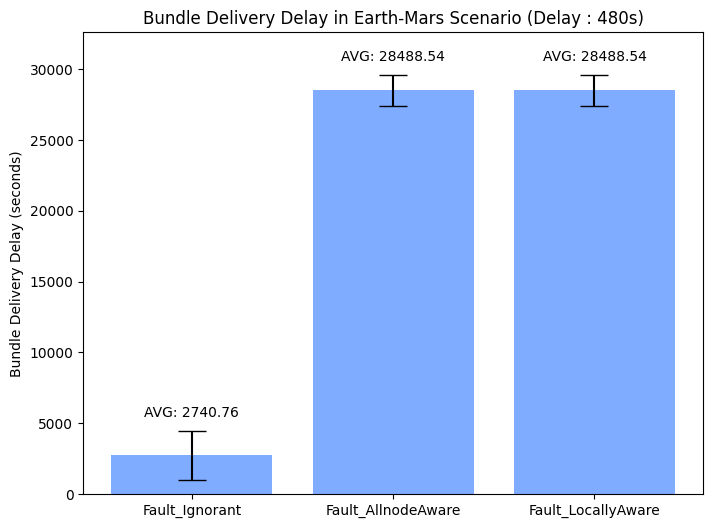 Bundle Delivery Delay in Earth-Mars Scenario (Delay : 480s)
Bundle Delivery Delay (seconds)
30000
25000
20000
15000
10000
5000
0
AVG: 2740.76
AVG: 28488.54
AVG: 28488.54
Fault_Ignorant
Fault_AllnodeAware
Fault_LocallyAware